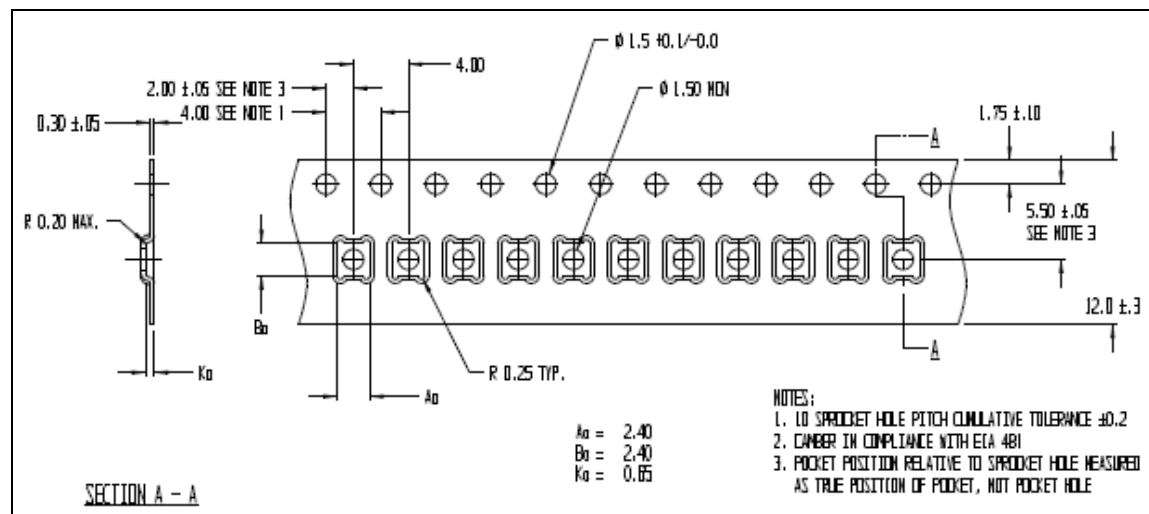 Ø 1.5 +0.1/-0.0
4.00
2.00 ±.05 SEE NOTE 3
Ø 1.50 MIN
4.00 SEE NOTE 1
1.75 ±.10
0.30 ±.05
A
R 0.20 MAX.
5.50 ±.05
SEE NOTE 3
Bo
12.0 ±.3
A
Ko
R 0.25 TYP.
Ao
Ao = 2.40
Bo = 2.40
Ko =
NOTES:
1. 10 SPROCKET HOLE PITCH CUMULATIVE TOLERANCE ±0.2
2. CAMBER IN COMPLIANCE WITH EIA 481
3. POCKET POSITION RELATIVE TO SPROCKET HOLE MEASURED
AS TRUE POSITION OF POCKET, NOT POCKET HOLE
SECTION A - A